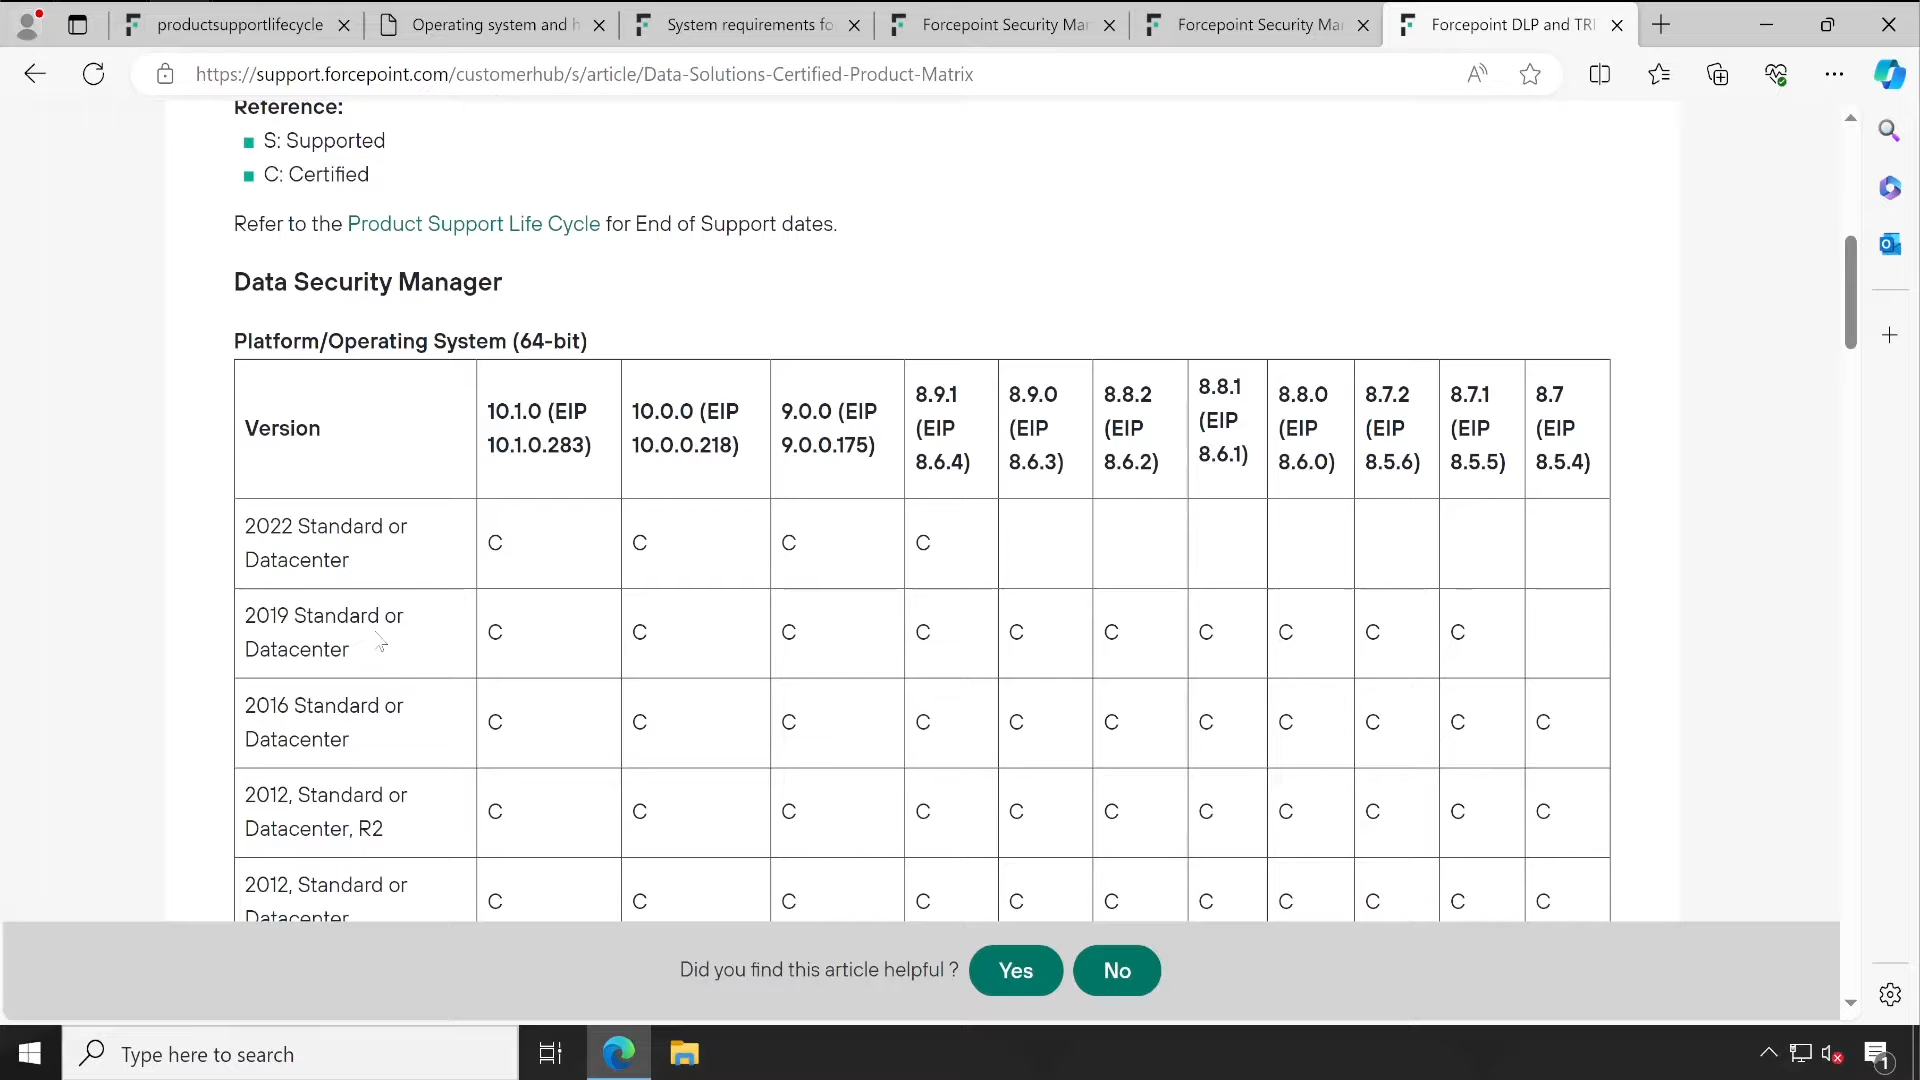 productsupportlifecycle
Operating system and h
System requirements fo
Forcepoint Security Mar
Forcepoint Security Mar
Forcepoint DLP and TRI
https://support.forcepoint.com/customerhub/s/article/Data-Solutions-Certified-Product-Matrix
Reference:
S: Supported
C: Certified
Refer to the Product Support Life Cycle for End of Support dates.
Data Security Manager
Platform/Operating System (64-bit)
Version
10.1.0 (EIP
10.1.0.283)
10.0.0 (EIP
10.0.0.218)
9.0.0 (EIP
9.0.0.175)
8.9.1
(EIP
8.6.4)
8.9.0
(EIP
8.6.3)
8.8.2
(EIP
8.6.2)
8.8.1
(EIP
8.6.1)
8.8.0
(EIP
8.6.0)
8.7.2
(EIP
8.5.6)
8.7.1
(EIP
8.5.5)
8.7
(EIP
8.5.4)
2022 Standard or
Datacenter
C C C C
2019 Standard or
Datacenter
C C C C C C C C C C
2016 Standard or
Datacenter
C C C C C C C C C C C
2012, Standard or
Datacenter, R2
C C C C C C C C C C C
2012, Standard or
Datacenter
C C C C C C C C C C C
Did you find this article helpful ?
Yes
No
Type here to search
1